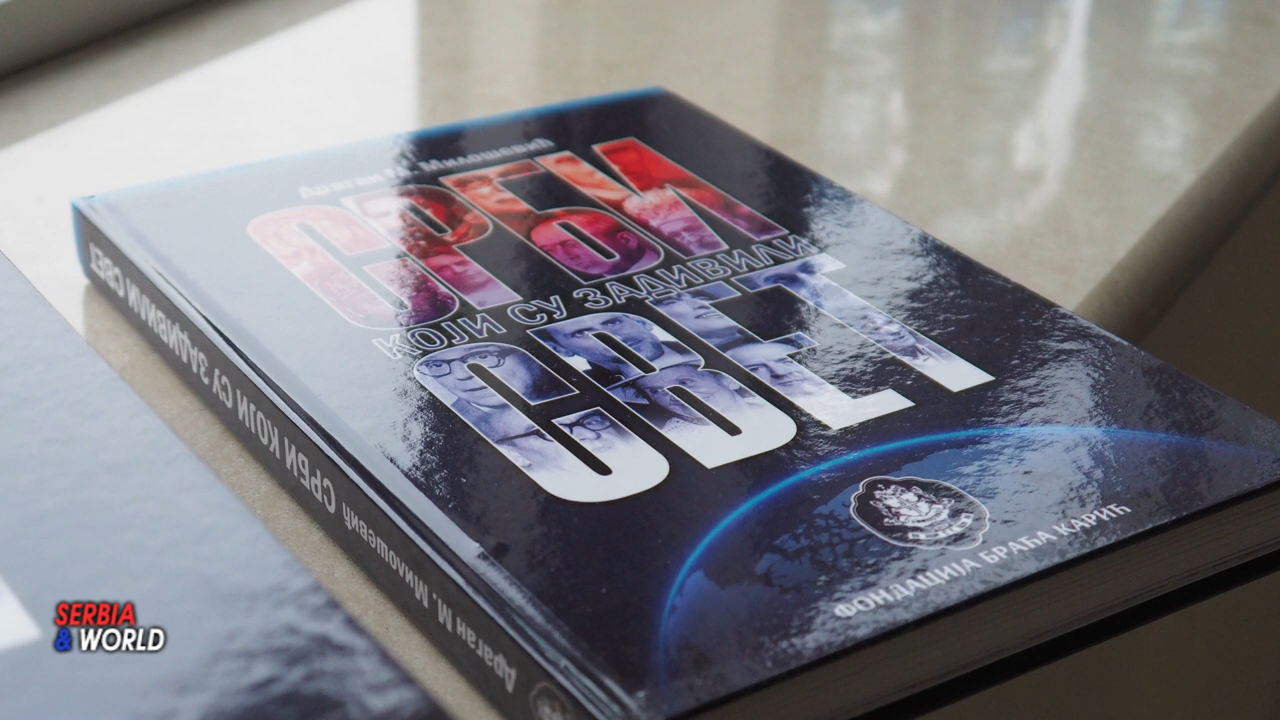 Драган М. Милошевић
СРБИ
КОЈИ СУ ЗАДИВИЛИ
СВЕТ
ФОНДАЦИЈА БРАЋА КАРИЋ
Драган М. Милошевић СРБИ КОЈИ СУ ЗАДИВИЛИ СВЕТ
SERBIA
& WORLD